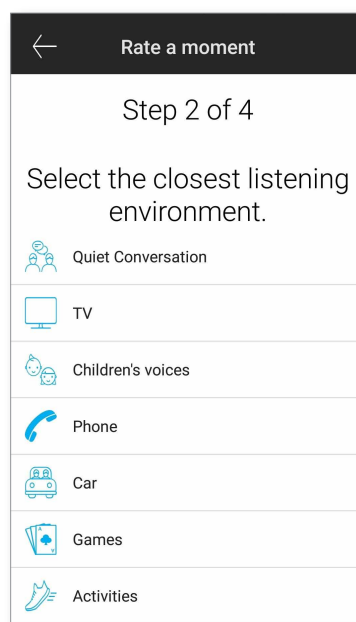 Rate a moment
Step 2 of 4
Select the closest listening
environment.
Quiet Conversation
TV
Children's voices
Phone
Car
Games
Activities